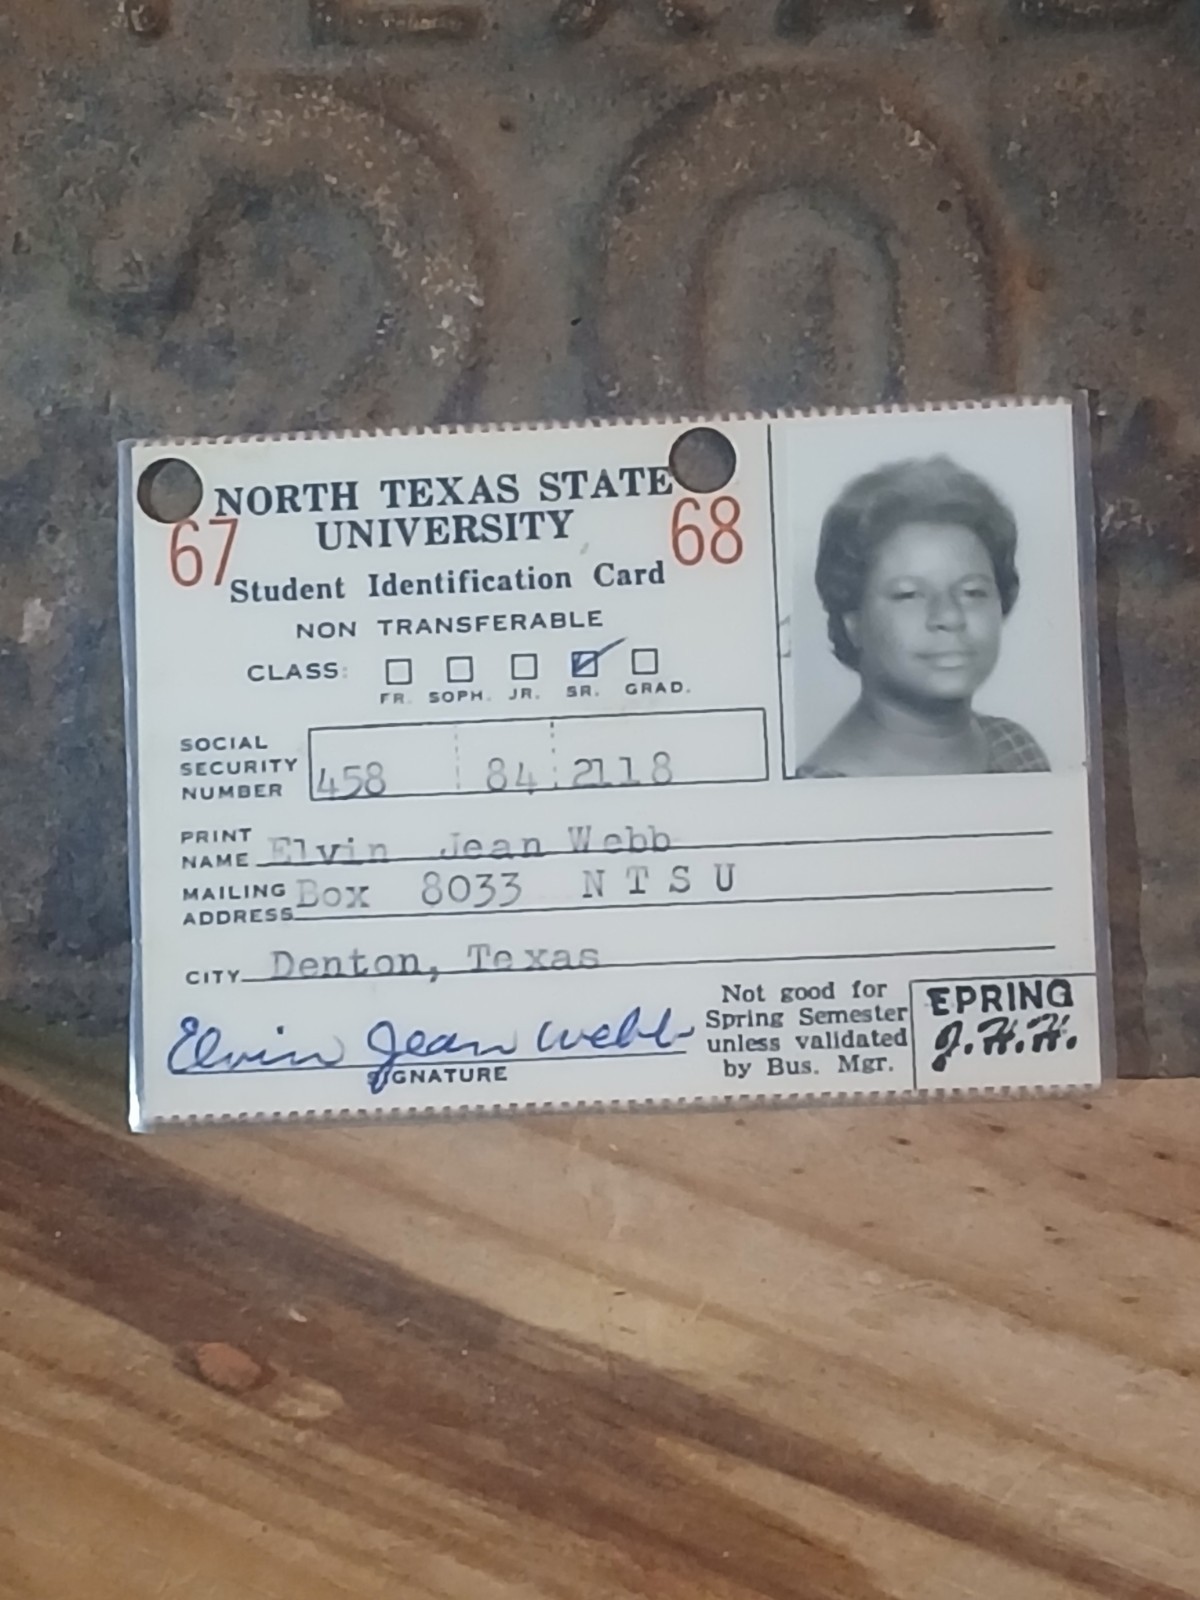 NORTH TEXAS STATE
UNIVERSITY
67 68
Student Identification Card
NON TRANSFERABLE
CLASS:
FR. SOPH. JR. SR. GRAD.
SOCIAL
SECURITY
NUMBER 458 84 2118
PRINT
NAME Elvin Jean Webb
MAILING
ADDRESS Box 8033 N T S U
CITY Denton, Texas
Elvin Jean Webb
SIGNATURE
Not good for
Spring Semester
unless validated
by Bus. Mgr.
EPRING
J.H.H.